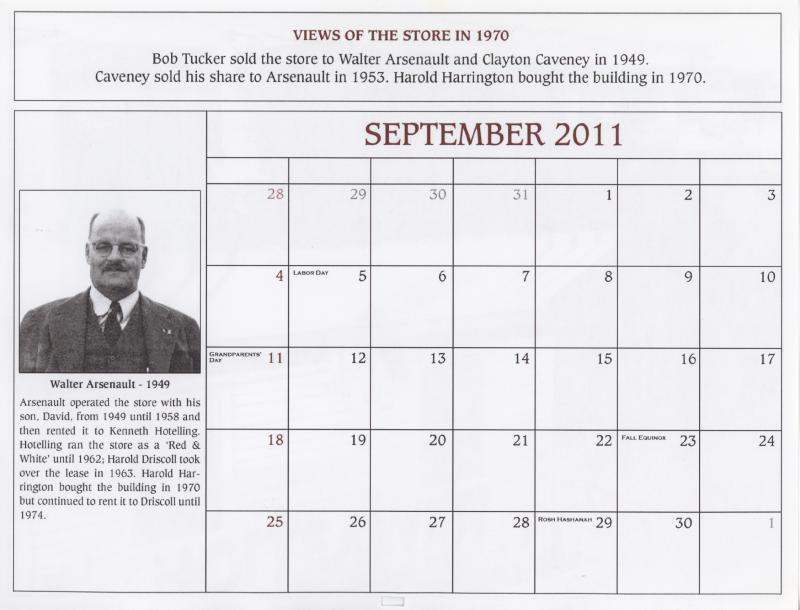 VIEWS OF THE STORE IN 1970
Bob Tucker sold the store to Walter Arsenault and Clayton Caveney in 1949.
Caveney sold his share to Arsenault in 1953. Harold Harrington bought the building in 1970.
SEPTEMBER 2011
28 29 30 31 1 2 3
4 LABOR DAY 5 6 7 8 9 10
GRANDPARENTS'
DAY 11 12 13 14 15 16 17
18 19 20 21 22 FALL EQUINOX 23 24
25 26 27 28 ROSH HASHANAH 29 30 1
Walter Arsenault - 1949
Arsenault operated the store with his
son, David, from 1949 until 1958 and
then rented it to Kenneth Hotelling.
Hotelling ran the store as a 'Red &
White' until 1962; Harold Driscoll took
over the lease in 1963. Harold Har-
rington bought the building in 1970
but continued to rent it to Driscoll until
1974.